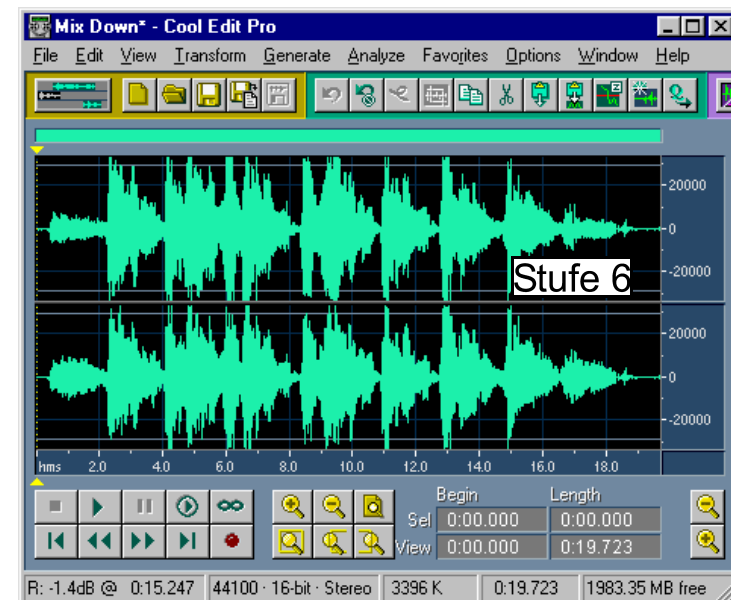 Mix Down* - Cool Edit Pro
File Edit View Transform Generate Analyze Favorites Options Window Help
20000
0
-20000
Stufe 6
20000
0
-20000
hms 2.0 4.0 6.0 8.0 10.0 12.0 14.0 16.0 18.0
Begin Length
Sel 0:00.000 0:00.000
View 0:00.000 0:19.723
R: -1.4dB @ 0:15.247 44100 · 16-bit · Stereo 3396 K 0:19.723 1983.35 MB free